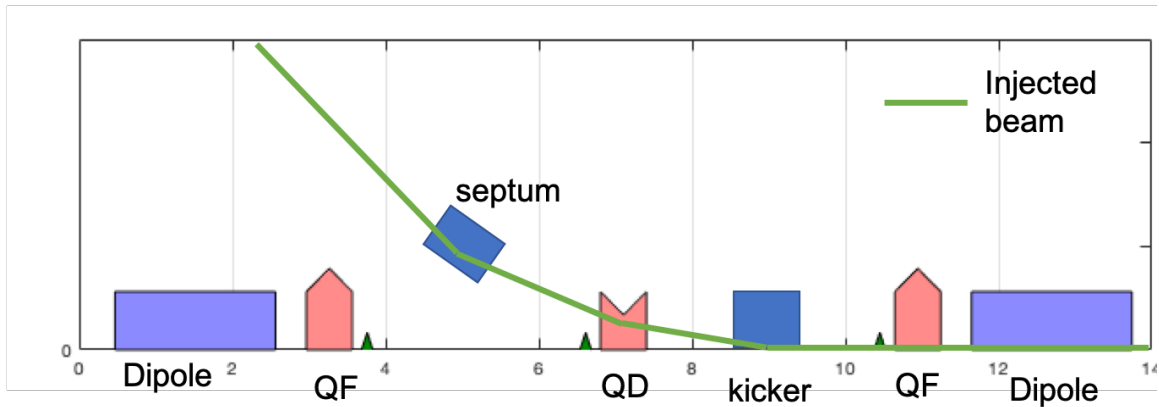 Injected
beam
septum
0
0 2 4 6 8 10 12 14
Dipole QF QD kicker QF Dipole